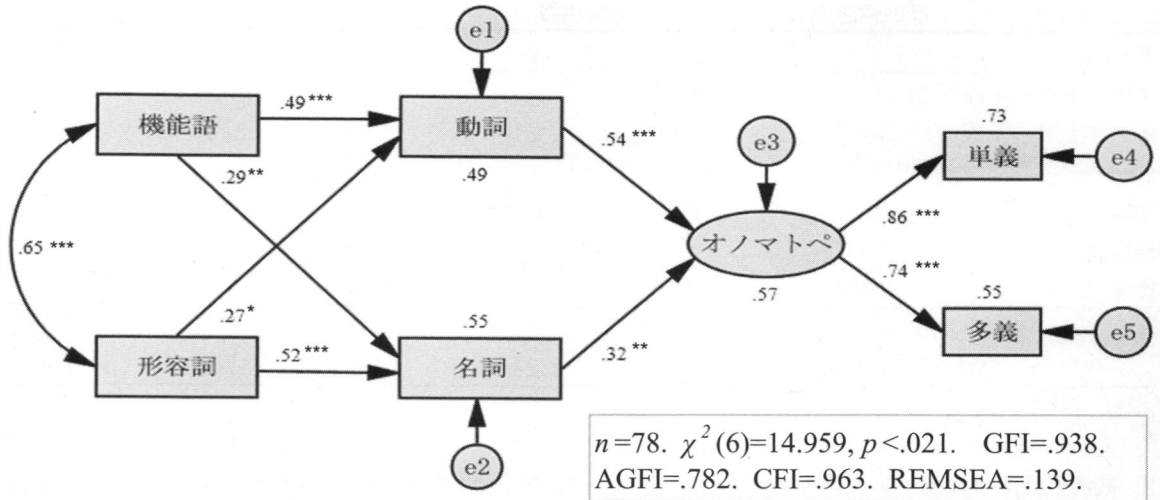 e1
機能語
.49 ***
動詞
.49
.54 ***
e3
.73
単義
e4
.29**
.65 ***
.86 ***
オノマトペ
.57
.74 ***
.27*
.55
.55
形容詞
.52 ***
名詞
.32 **
多義
e5
e2
n=78. χ² (6)=14.959, p<.021. GFI=.938.
AGFI=.782. CFI=.963. REMSEA=.139.